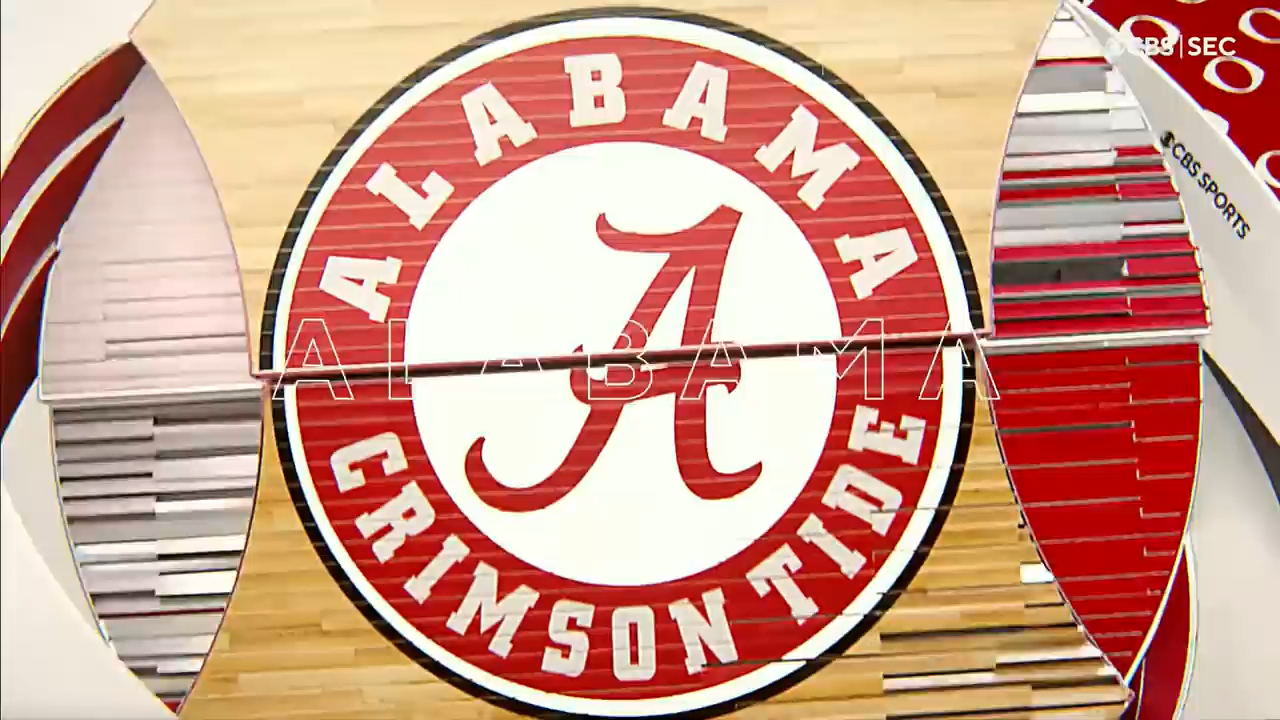 CBS | SEC
CBS SPORTS
ALABAMA
A
ALABAMA
CRIMSON TIDE